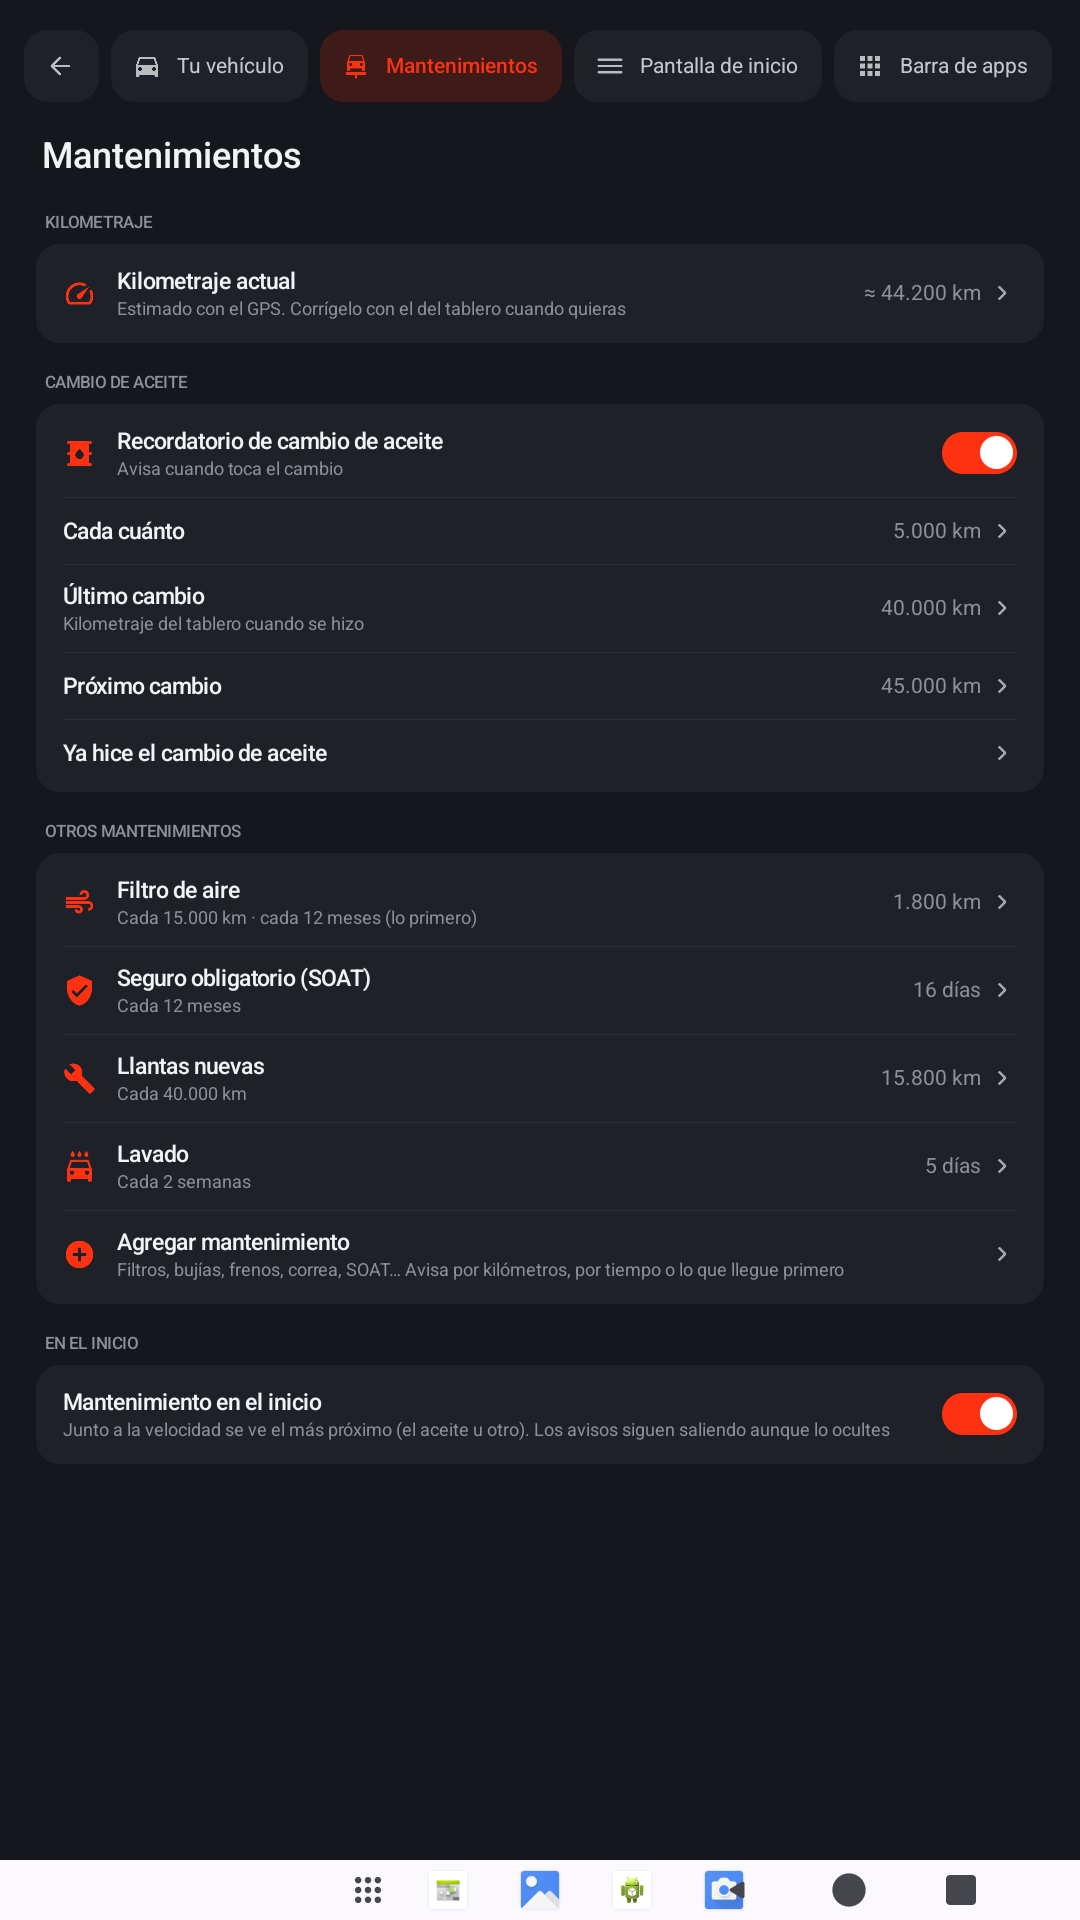 Tu vehículo
Mantenimientos
Pantalla de inicio
Barra de apps
Mantenimientos
KILOMETRAJE
Kilometraje actual
Estimado con el GPS. Corrígelo con el del tablero cuando quieras
≈ 44.200 km
CAMBIO DE ACEITE
Recordatorio de cambio de aceite
Avisa cuando toca el cambio
Cada cuánto
5.000 km
Último cambio
Kilometraje del tablero cuando se hizo
40.000 km
Próximo cambio
45.000 km
Ya hice el cambio de aceite
OTROS MANTENIMIENTOS
Filtro de aire
Cada 15.000 km · cada 12 meses (lo primero)
1.800 km
Seguro obligatorio (SOAT)
Cada 12 meses
16 días
Llantas nuevas
Cada 40.000 km
15.800 km
Lavado
Cada 2 semanas
5 días
Agregar mantenimiento
Filtros, bujías, frenos, correa, SOAT... Avisa por kilómetros, por tiempo o lo que llegue primero
EN EL INICIO
Mantenimiento en el inicio
Junto a la velocidad se ve el más próximo (el aceite u otro). Los avisos siguen saliendo aunque lo ocultes